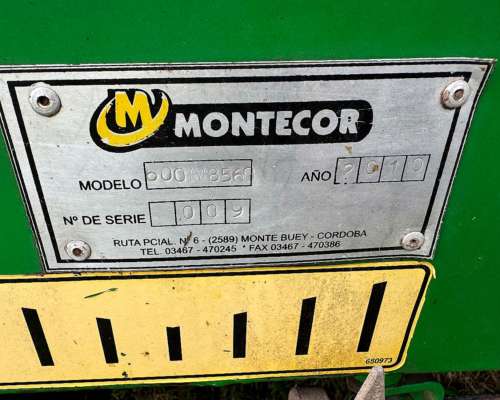 M MONTECOR
MODELO AÑO 2010
Nº DE SERIE 009
RUTA PCIAL. Nº 6 - (2589) MONTE BUEY - CORDOBA
TEL. 03467 - 470245 * FAX 03467 - 470386
650973